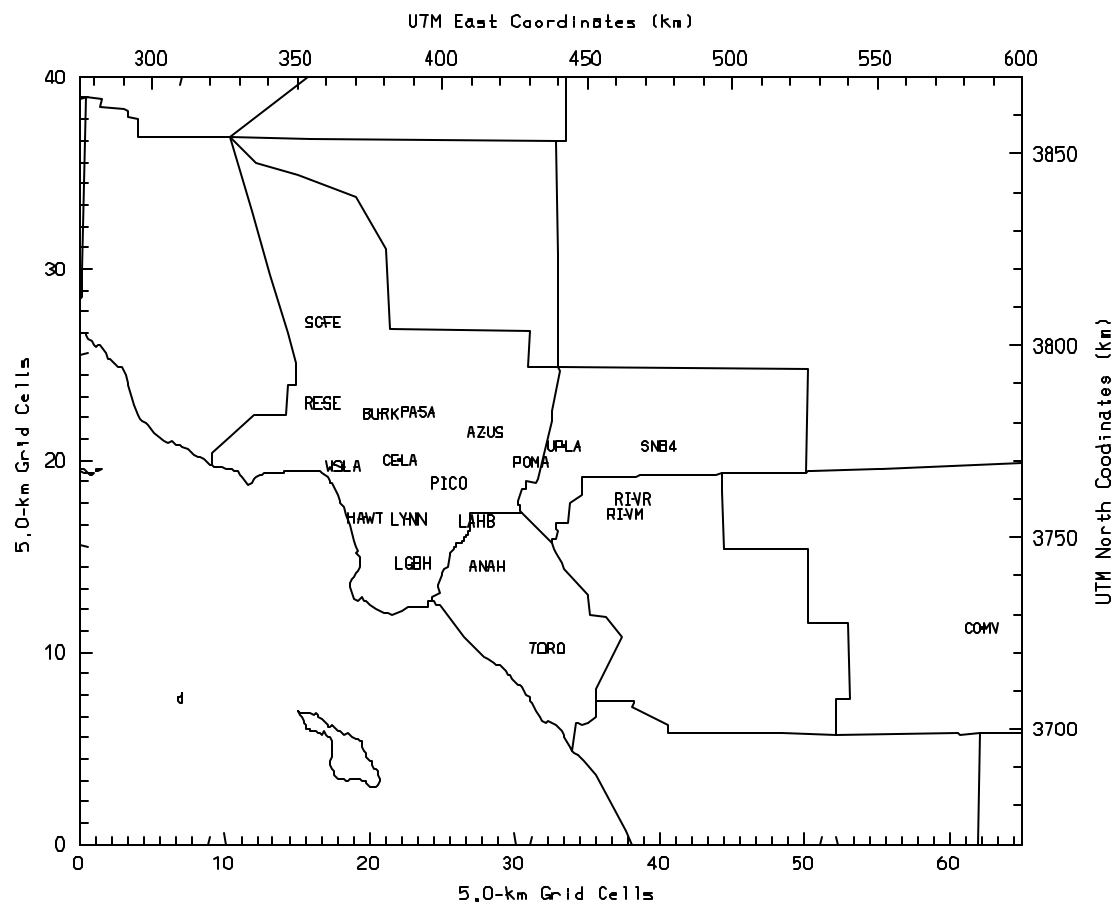 UTM East Coordinates (km)
300 350 400 450 500 550 600
40
3850
30
SCFE
3800
RESE
BURK PASA
AZUS
UPLA SNB4
20 WSLA CELA POMA
PICO
RIVR
HAWT LYNN LAHB RIVM
3750
LGBH ANAH
COMV
10 TORO
d
3700
0
0 10 20 30 40 50 60
5.0-km Grid Cells
5.0-km Grid Cells
UTM North Coodinates (km)